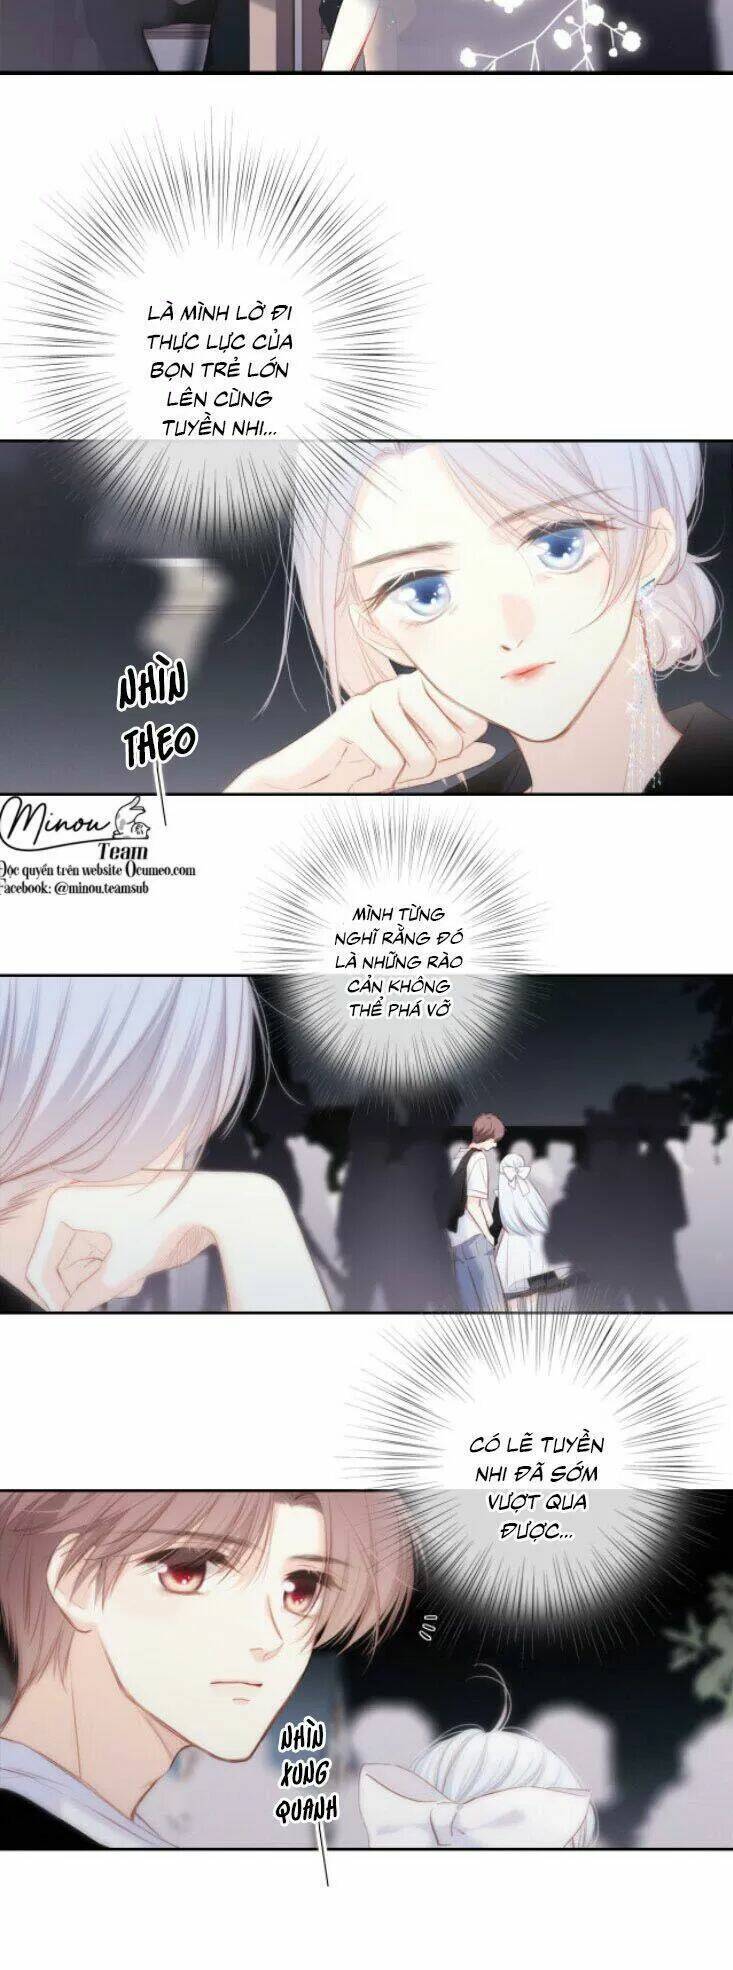 LÀ MÌNH LỜ ĐI
THỰC LỰC CỦA
BỌN TRẺ LỚN
LÊN CÙNG
TUYỀN NHI...
NHÌN
THEO
Minou
Team
Độc quyền trên website Ocumeo.com
Facebook: @minou.teamsub
MÌNH TỪNG
NGHĨ RẰNG ĐÓ
LÀ NHỮNG RÀO
CẢN KHÔNG
THỂ PHÁ VỠ
CÓ LẼ TUYỀN
NHI ĐÃ SỚM
VƯỢT QUA
ĐƯỢC...
NHÌN
XUNG
QUANH